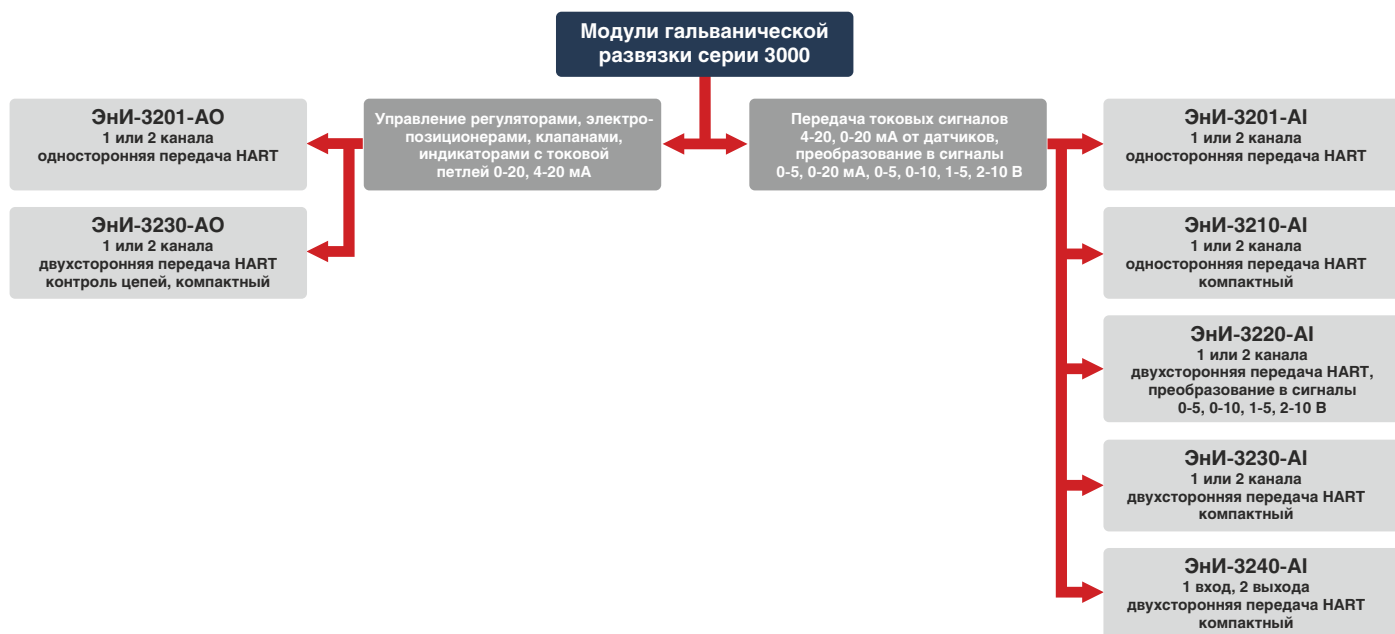 Модули гальванической
развязки серии 3000
Управление регуляторами, электро-
позиционерами, клапанами,
индикаторами с токовой
петлей 0-20, 4-20 мА
Передача токовых сигналов
4-20, 0-20 мА от датчиков,
преобразование в сигналы
0-5, 0-20 мА, 0-5, 0-10, 1-5, 2-10 В
ЭнИ-3201-АО
1 или 2 канала
односторонняя передача HART
ЭнИ-3230-АО
1 или 2 канала
двухсторонняя передача HART
контроль цепей, компактный
ЭнИ-3201-AI
1 или 2 канала
односторонняя передача HART
ЭнИ-3210-AI
1 или 2 канала
односторонняя передача HART
компактный
ЭнИ-3220-AI
1 или 2 канала
двухсторонняя передача HART,
преобразование в сигналы
0-5, 0-10, 1-5, 2-10 В
ЭнИ-3230-AI
1 или 2 канала
двухсторонняя передача HART
компактный
ЭнИ-3240-AI
1 вход, 2 выхода
двухсторонняя передача HART
компактный